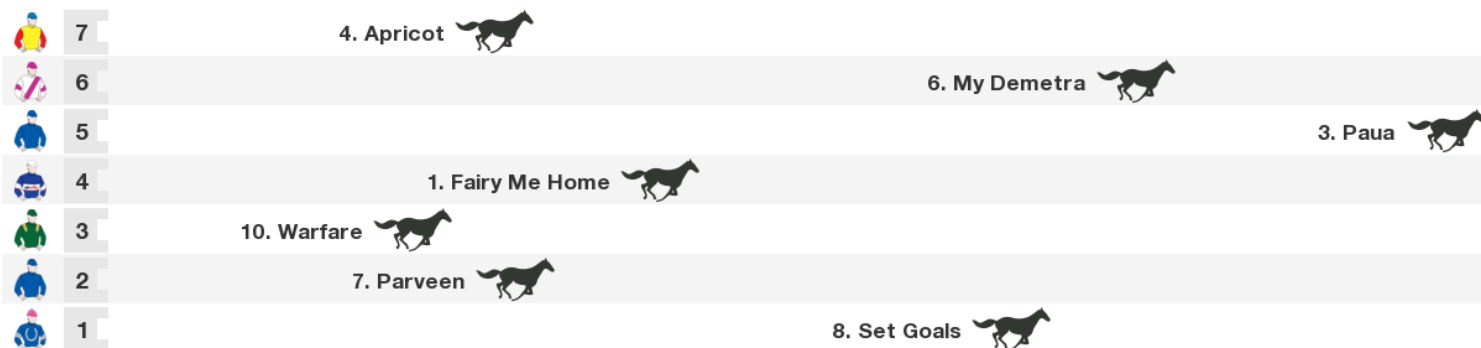 7 4. Apricot
6 6. My Demetra
5 3. Paua
4 1. Fairy Me Home
3 10. Warfare
2 7. Parveen
1 8. Set Goals